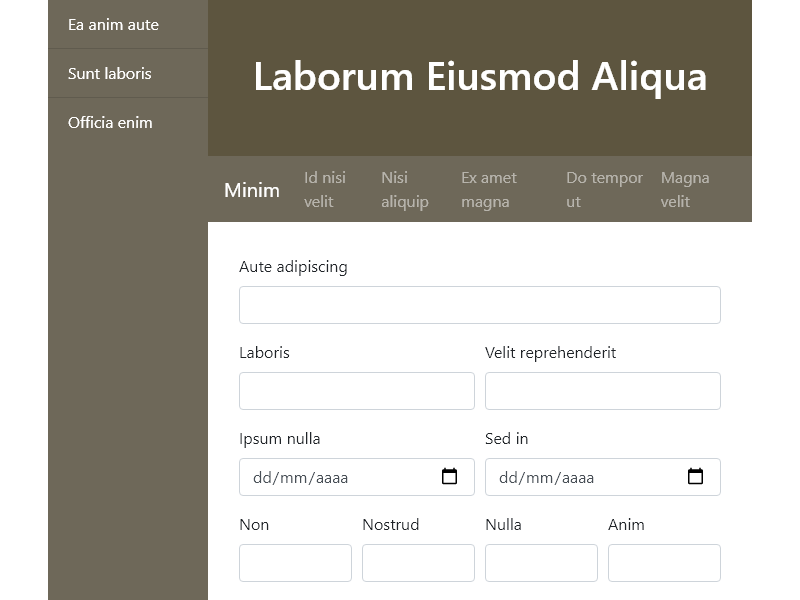 Ea anim aute
Sunt laboris
Officia enim
Laborum Eiusmod Aliqua
Minim
Id nisi
velit
Nisi
aliquip
Ex amet
magna
Do tempor
ut
Magna
velit
Aute adipiscing
Laboris
Velit reprehenderit
Ipsum nulla
Sed in
dd/mm/aaaa
dd/mm/aaaa
Non
Nostrud
Nulla
Anim